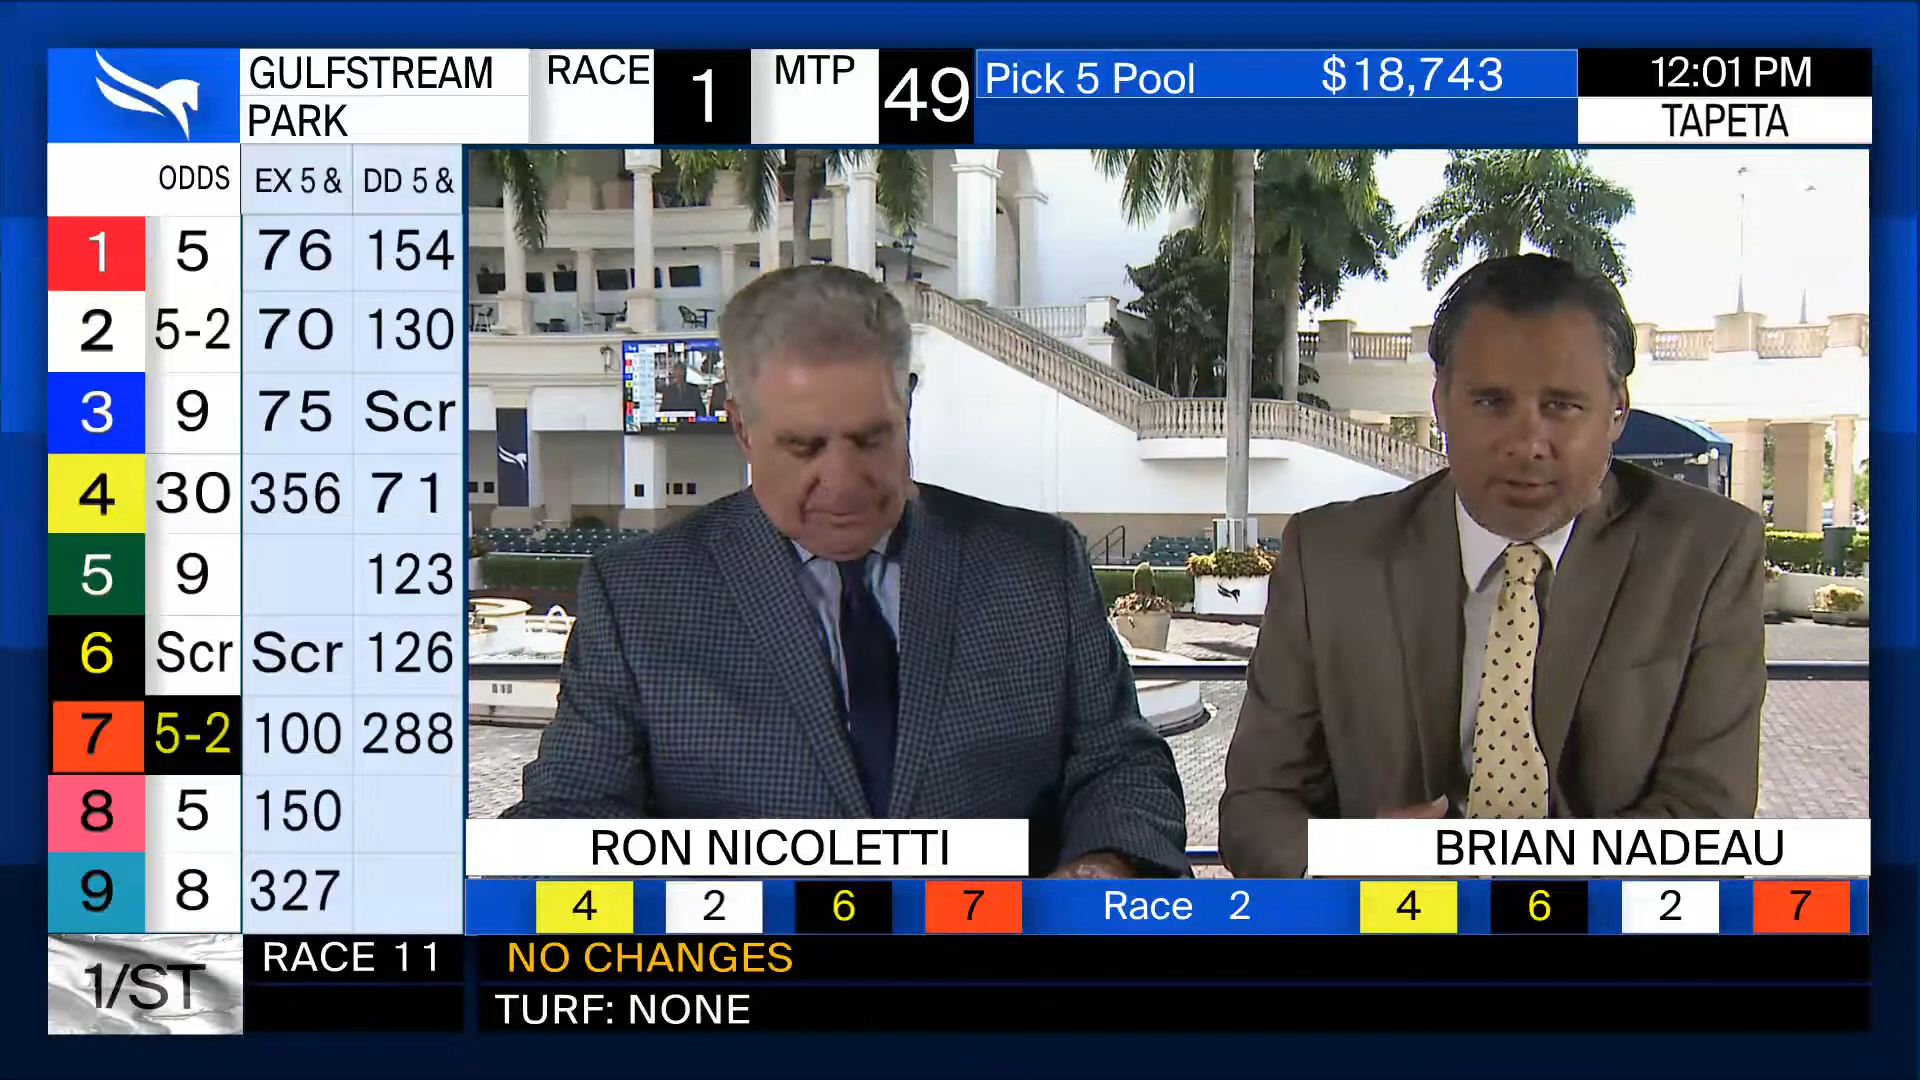 GULFSTREAM PARK
RACE 1 MTP 49
Pick 5 Pool $18,743
12:01 PM
TAPETA
ODDS EX 5 & DD 5 &
1 5 76 154
2 5-2 70 130
3 9 75 Scr
4 30 356 71
5 9 123
6 Scr Scr 126
7 5-2 100 288
8 5 150
9 8 327
RON NICOLETTI
BRIAN NADEAU
4 2 6 7 Race 2 4 6 2 7
1/ST
RACE 11 NO CHANGES
TURF: NONE